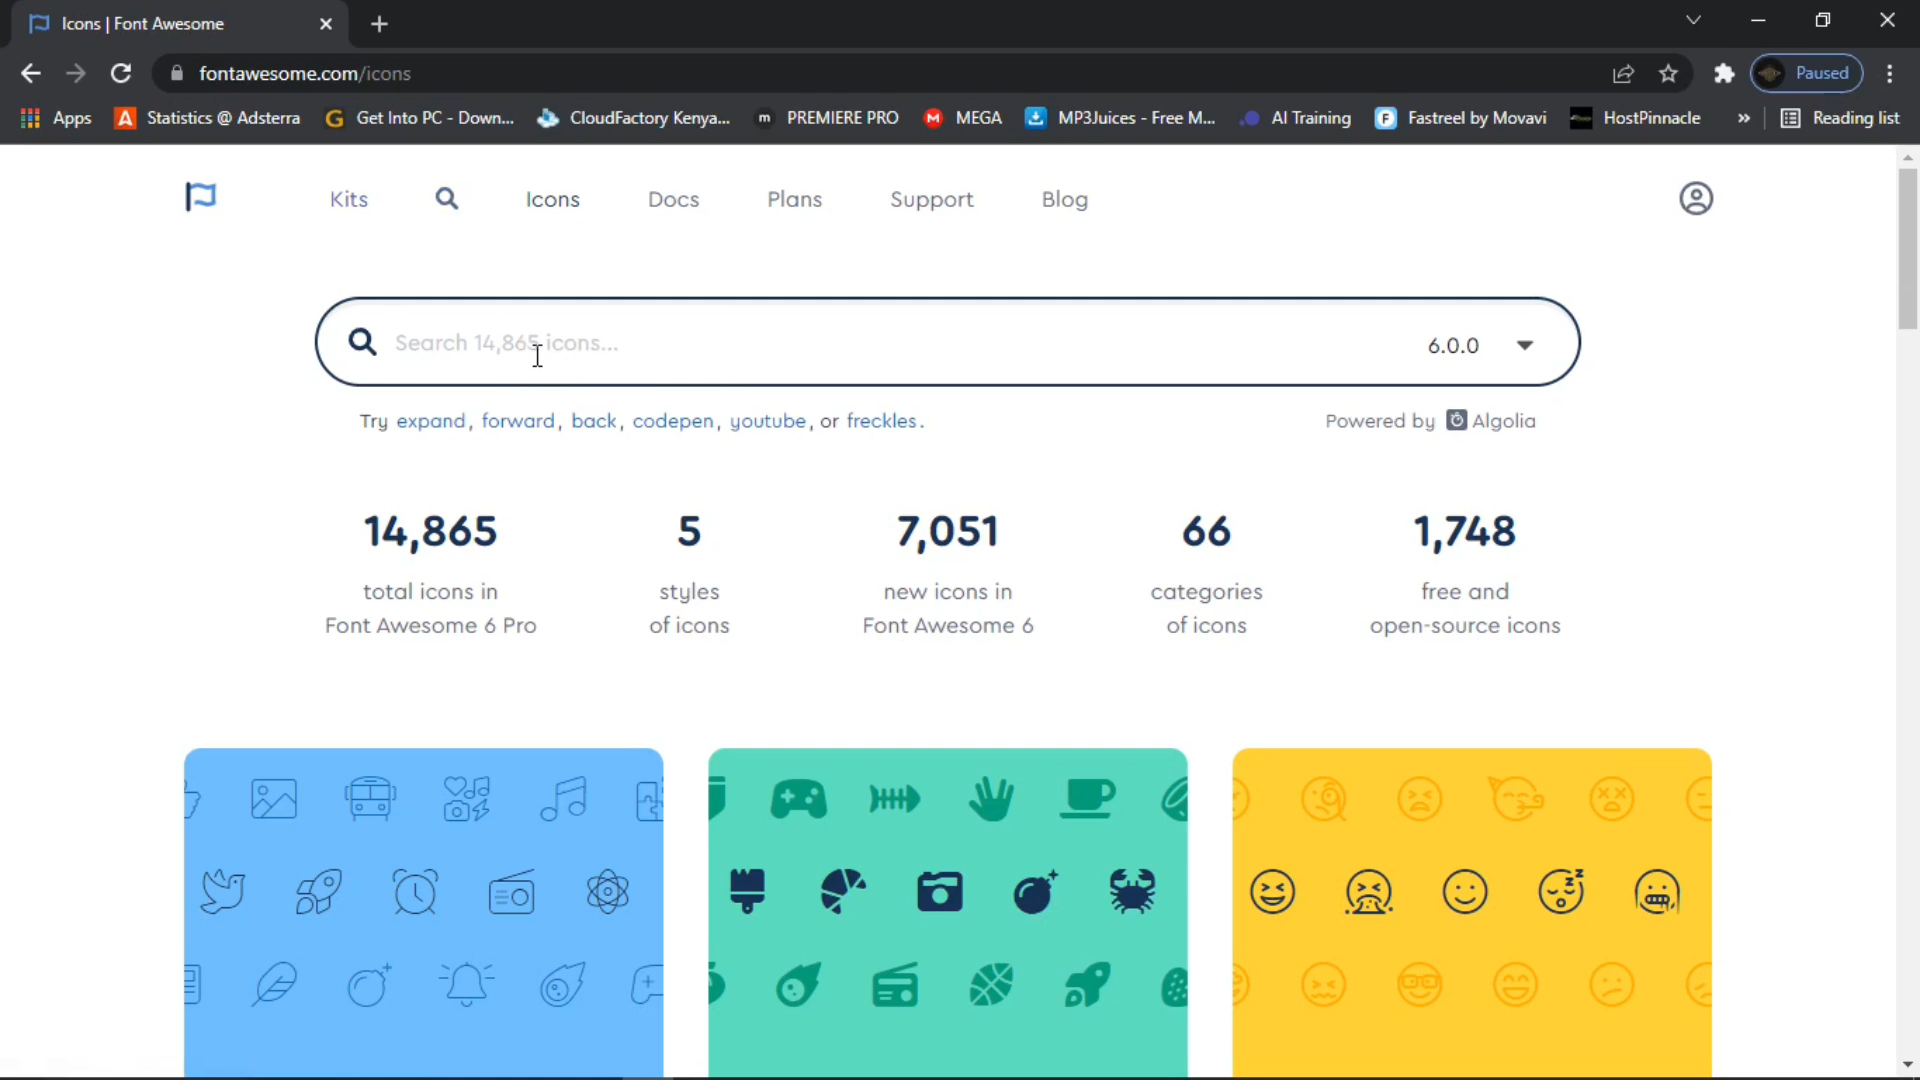 Icons | Font Awesome
fontawesome.com/icons
Paused
Apps
Statistics @ Adsterra
Get Into PC - Down...
CloudFactory Kenya...
PREMIERE PRO
MEGA
MP3Juices - Free M...
AI Training
Fastreel by Movavi
HostPinnacle
»
Reading list
Kits
Icons
Docs
Plans
Support
Blog
Search 14,865 icons...
6.0.0
Try expand, forward, back, codepen, youtube, or freckles.
Powered by Algolia
14,865
total icons in
Font Awesome 6 Pro
5
styles
of icons
7,051
new icons in
Font Awesome 6
66
categories
of icons
1,748
free and
open-source icons